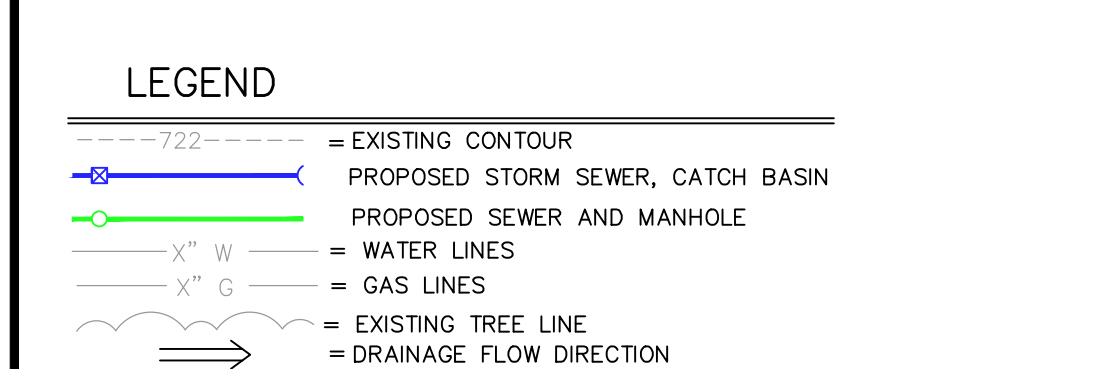 LEGEND
----722----- = EXISTING CONTOUR
PROPOSED STORM SEWER, CATCH BASIN
PROPOSED SEWER AND MANHOLE
X” W = WATER LINES
X” G = GAS LINES
= EXISTING TREE LINE
= DRAINAGE FLOW DIRECTION